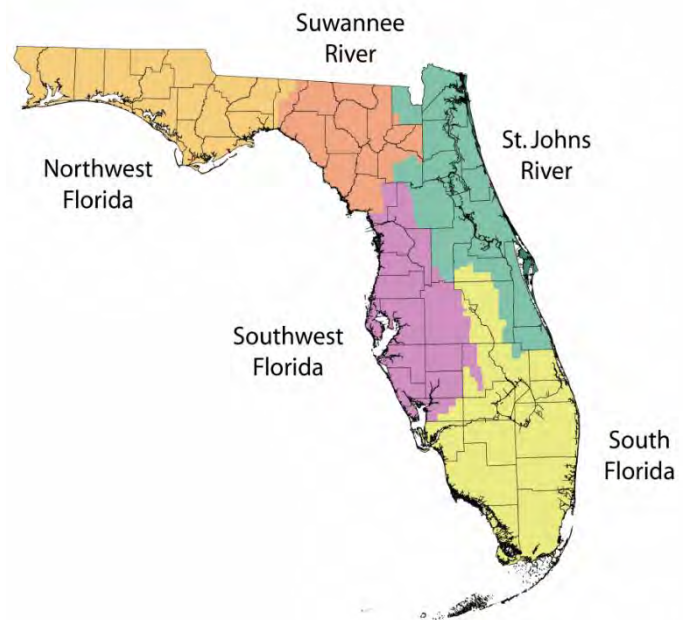 Suwannee
River
St. Johns
River
Northwest
Florida
Southwest
Florida
South
Florida